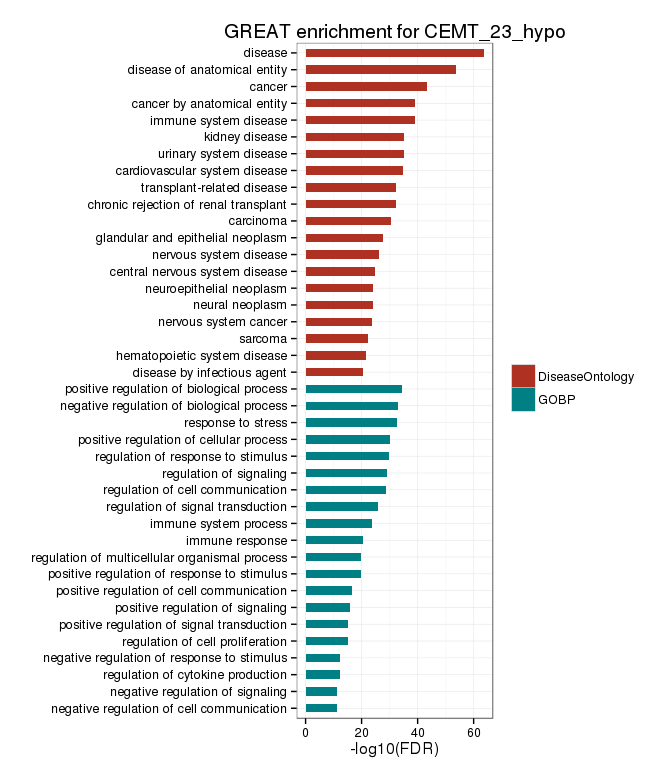 GREAT enrichment for CEMT_23_hypo
disease
disease of anatomical entity
cancer
cancer by anatomical entity
immune system disease
kidney disease
urinary system disease
cardiovascular system disease
transplant-related disease
chronic rejection of renal transplant
carcinoma
glandular and epithelial neoplasm
nervous system disease
central nervous system disease
neuroepithelial neoplasm
neural neoplasm
nervous system cancer
sarcoma
hematopoietic system disease
disease by infectious agent
positive regulation of biological process
negative regulation of biological process
response to stress
positive regulation of cellular process
regulation of response to stimulus
regulation of signaling
regulation of cell communication
regulation of signal transduction
immune system process
immune response
regulation of multicellular organismal process
positive regulation of response to stimulus
positive regulation of cell communication
positive regulation of signaling
positive regulation of signal transduction
regulation of cell proliferation
negative regulation of response to stimulus
regulation of cytokine production
negative regulation of signaling
negative regulation of cell communication
0 20 40 60
-log10(FDR)
DiseaseOntology
GOBP